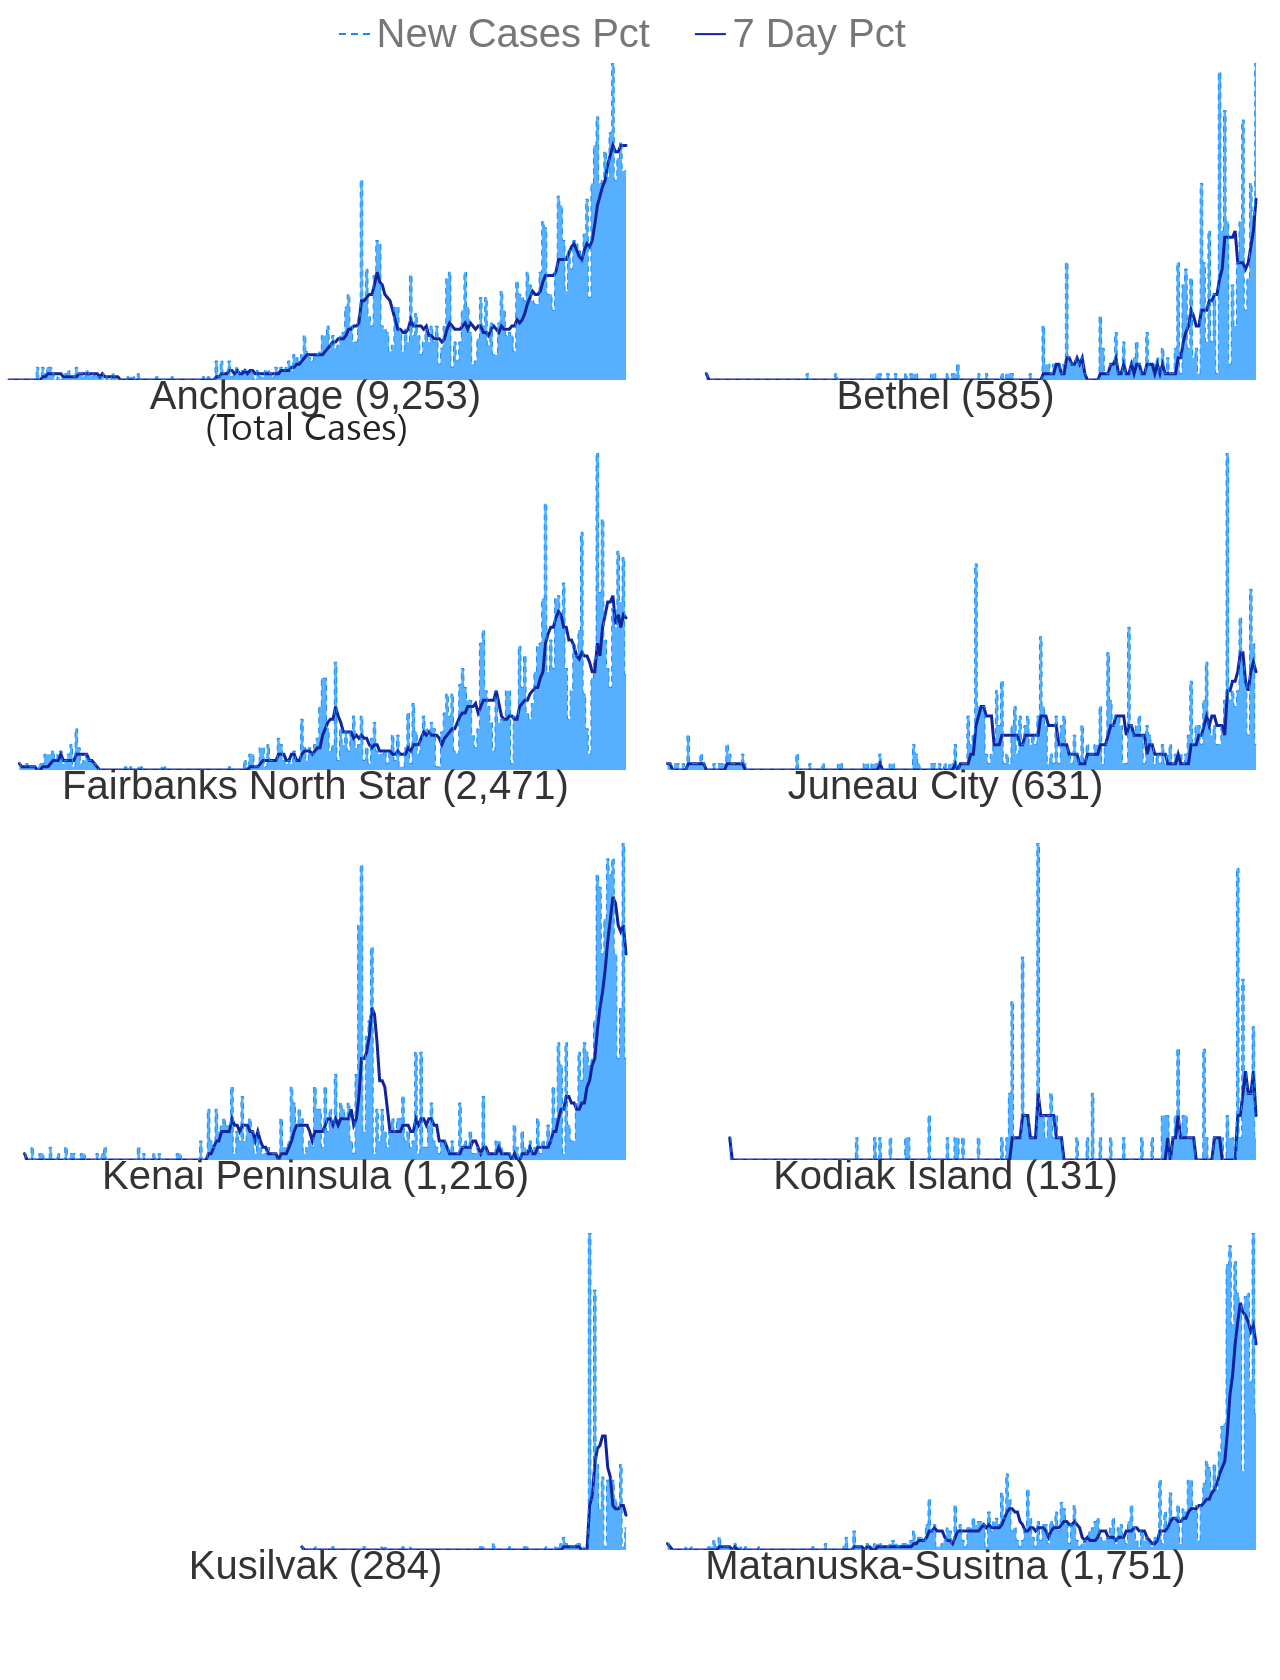 New Cases Pct 7 Day Pct
Anchorage (9,253) Bethel (585)
(Total Cases)
Fairbanks North Star (2,471) Juneau City (631)
Kenai Peninsula (1,216) Kodiak Island (131)
Kusilvak (284) Matanuska-Susitna (1,751)